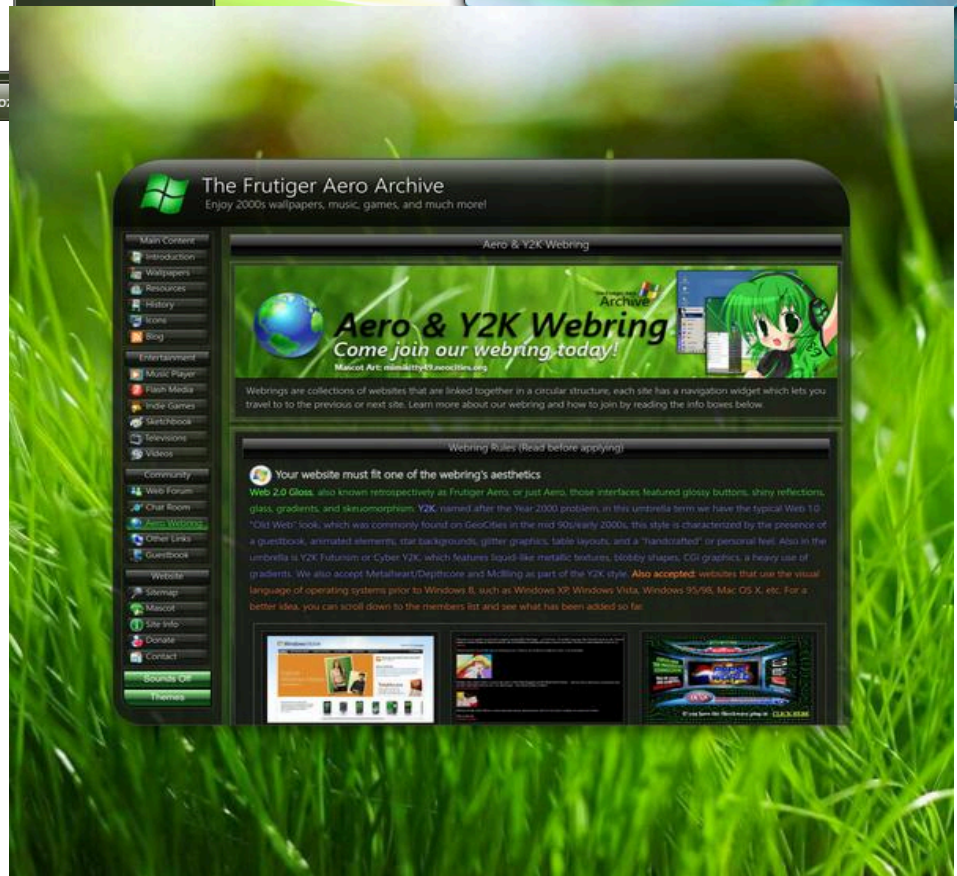 The Frutiger Aero Archive
Enjoy 2000s wallpapers, music, games, and much more!
Main Content
Introduction
Wallpapers
Resources
History
Icons
Blog
Entertainment
Music Player
Flash Media
Indie Games
Sketchbook
Televisions
Videos
Community
Web Forum
Chat Room
Aero Webring
Other Links
Guestbook
Website
Sitemap
Mascot
Site Info
Donate
Contact
Sounds Off
Themes
Aero & Y2K Webring
The Frutiger Aero
Archive
Aero & Y2K Webring
Come join our webring today!
Mascot Art: miimikitty49.neocities.org
Webrings are collections of websites that are linked together in a circular structure, each site has a navigation widget which lets you
travel to to the previous or next site. Learn more about our webring and how to join by reading the info boxes below.
Webring Rules (Read before applying)
Your website must fit one of the webring's aesthetics
Web 2.0 Gloss, also known retrospectively as Frutiger Aero, or just Aero, those interfaces featured glossy buttons, shiny reflections,
glass, gradients, and skeuomorphism. Y2K, named after the Year 2000 problem, in this umbrella term we have the typical Web 1.0
"Old Web" look, which was commonly found on GeoCities in the mid 90s/early 2000s, this style is characterized by the presence of
a guestbook, animated elements, star backgrounds, glitter graphics, table layouts, and a "handcrafted" or personal feel. Also in the
umbrella is Y2K Futurism or Cyber Y2K, which features liquid-like metallic textures, blobby shapes, CGI graphics, a heavy use of
gradients. We also accept Metalheart/Depthcore and McBling as part of the Y2K style. Also accepted: websites that use the visual
language of operating systems prior to Windows 8, such as Windows XP, Windows Vista, Windows 95/98, Mac OS X, etc. For a
better idea, you can scroll down to the members list and see what has been added so far.
CLICK HERE